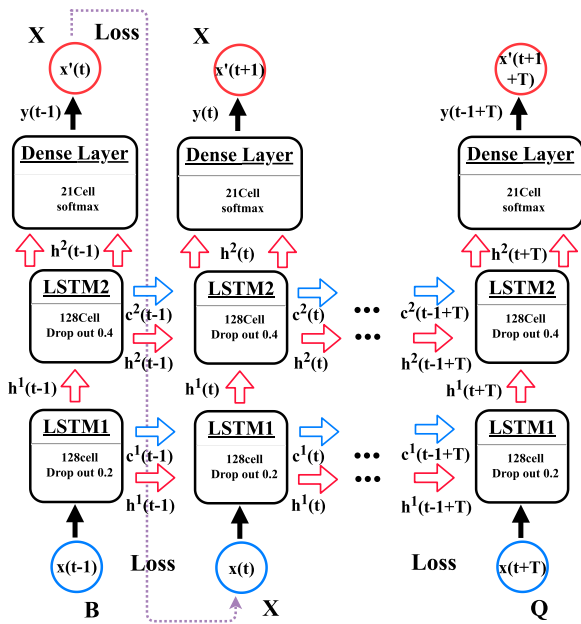 X Loss X
x'(t) x'(t+1) x'(t+1
+T)
y(t-1) y(t) y(t-1+T)
Dense Layer Dense Layer Dense Layer
21Cell 21Cell 21Cell
softmax softmax softmax
h²(t-1) h²(t) h²(t+T)
LSTM2 LSTM2 LSTM2
128Cell 128Cell 128Cell
Drop out 0.4 Drop out 0.4 Drop out 0.4
c²(t-1) c²(t) ••• c²(t-1+T)
h²(t-1) h²(t) ••• h²(t-1+T)
h¹(t-1) h¹(t) h¹(t+T)
LSTM1 LSTM1 LSTM1
128cell 128cell 128cell
Drop out 0.2 Drop out 0.2 Drop out 0.2
c¹(t-1) c¹(t) ••• c¹(t-1+T)
h¹(t-1) h¹(t) ••• h¹(t-1+T)
x(t-1) Loss x(t) Loss x(t+T)
B X Q